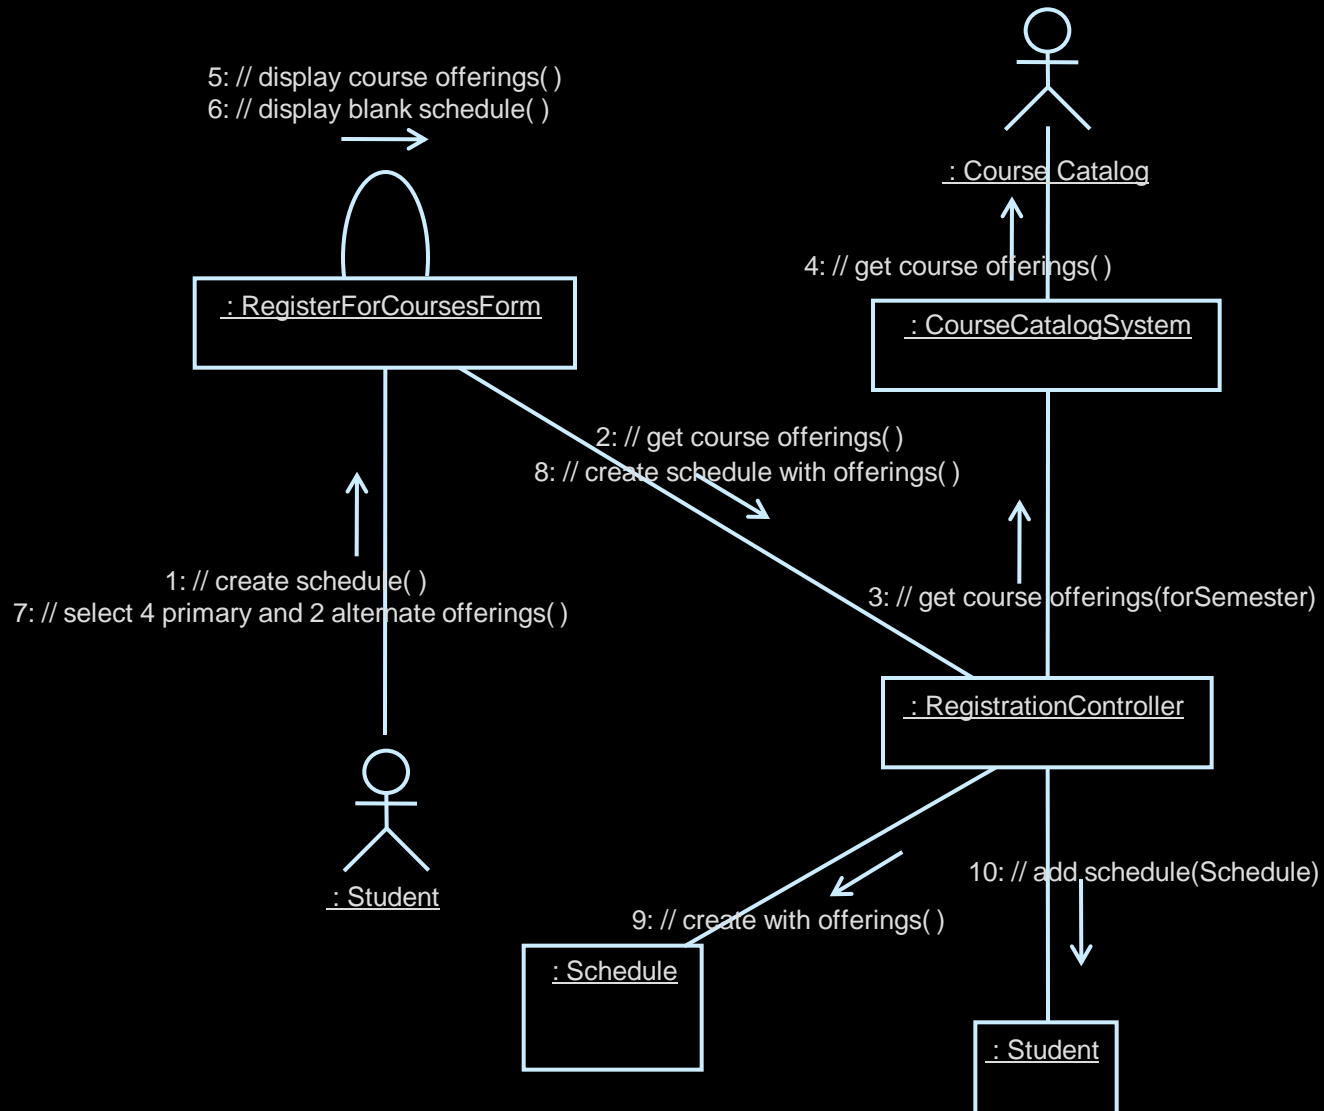 5: // display course offerings( )
6: // display blank schedule( )
: Course Catalog
4: // get course offerings( )
: RegisterForCoursesForm
: CourseCatalogSystem
2: // get course offerings( )
8: // create schedule with offerings( )
1: // create schedule( )
7: // select 4 primary and 2 alternate offerings( )
3: // get course offerings(forSemester)
: RegistrationController
: Student
10: // add schedule(Schedule)
9: // create with offerings( )
: Schedule
: Student